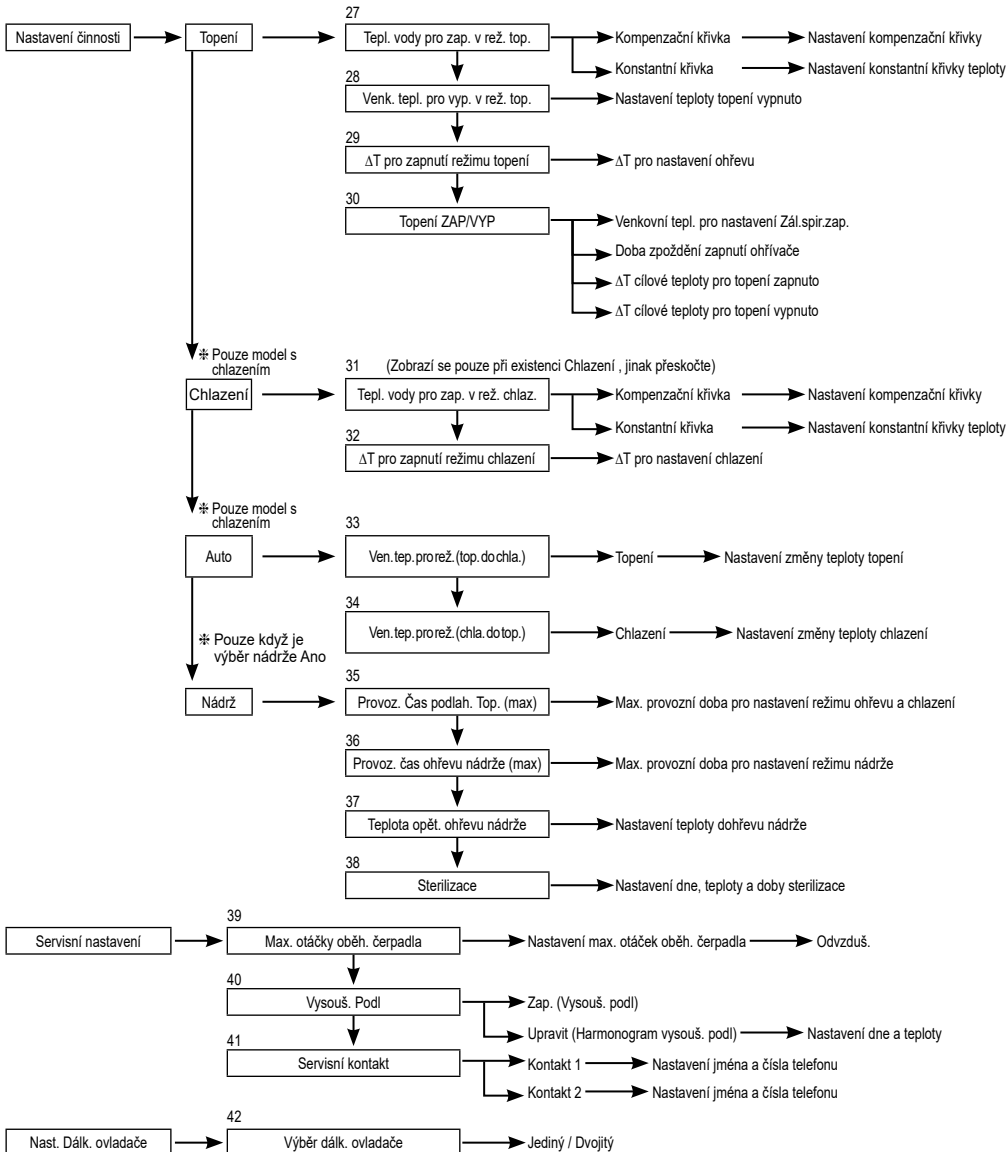 27
Nastavení činnosti
Topení
Tepl. vody pro zap. v rež. top.
Kompenzační křivka
Nastavení kompenzační křivky
Konstantní křivka
Nastavení konstantní křivky teploty
28
Venk. tepl. pro vyp. v rež. top.
Nastavení teploty topení vypnuto
29
ΔT pro zapnutí režimu topení
ΔT pro nastavení ohřevu
30
Topení ZAP/VYP
Venkovní tepl. pro nastavení Zál.spir.zap.
Doba zpoždění zapnutí ohřívače
ΔT cílové teploty pro topení zapnuto
ΔT cílové teploty pro topení vypnuto
❉ Pouze model s
chlazením
31 (Zobrazí se pouze při existenci Chlazení , jinak přeskočte)
Chlazení
Tepl. vody pro zap. v rež. chlaz.
Kompenzační křivka
Nastavení kompenzační křivky
Konstantní křivka
Nastavení konstantní křivky teploty
32
ΔT pro zapnutí režimu chlazení
ΔT pro nastavení chlazení
❉ Pouze model s
chlazením
33
Auto
Ven.tep.prorež.(top.dochla.)
Topení
Nastavení změny teploty topení
34
Ven.tep.prorež.(chla.dotop.)
Chlazení
Nastavení změny teploty chlazení
❉ Pouze když je
výběr nádrže Ano
35
Nádrž
Provoz. Čas podlah. Top. (max)
Max. provozní doba pro nastavení režimu ohřevu a chlazení
36
Provoz. čas ohřevu nádrže (max)
Max. provozní doba pro nastavení režimu nádrže
37
Teplota opět. ohřevu nádrže
Nastavení teploty dohřevu nádrže
38
Sterilizace
Nastavení dne, teploty a doby sterilizace
39
Servisní nastavení
Max. otáčky oběh. čerpadla
Nastavení max. otáček oběh. čerpadla
Odvzduš.
40
Vysouš. Podl
Zap. (Vysouš. podl)
Upravit (Harmonogram vysouš. podl)
Nastavení dne a teploty
41
Servisní kontakt
Kontakt 1
Nastavení jména a čísla telefonu
Kontakt 2
Nastavení jména a čísla telefonu
42
Nast. Dálk. ovladače
Výběr dálk. ovladače
Jediný / Dvojitý